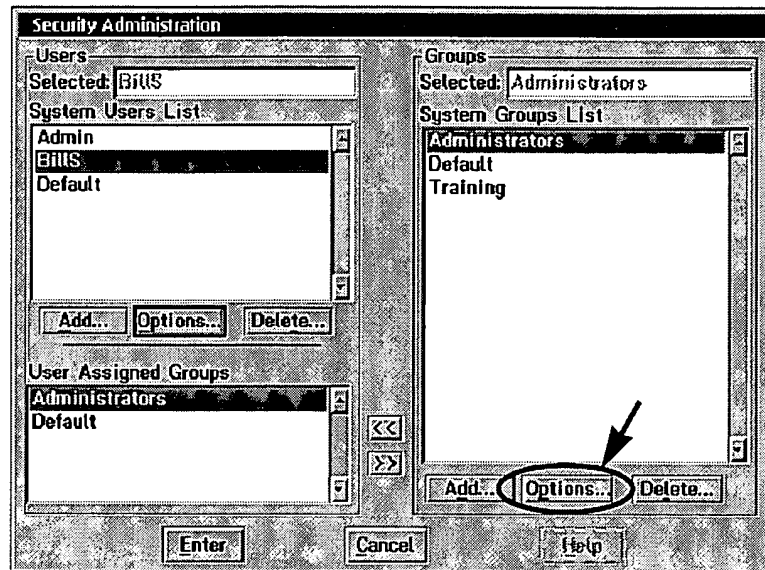 Security Administration
Users
Selected: BillS
System Users List
Admin
BillS
Default
Add... Options... Delete...
User Assigned Groups
Administrators
Default
<<
>>
Groups
Selected: Administrators
System Groups List
Administrators
Default
Training
Add... Options... Delete...
Enter Cancel Help